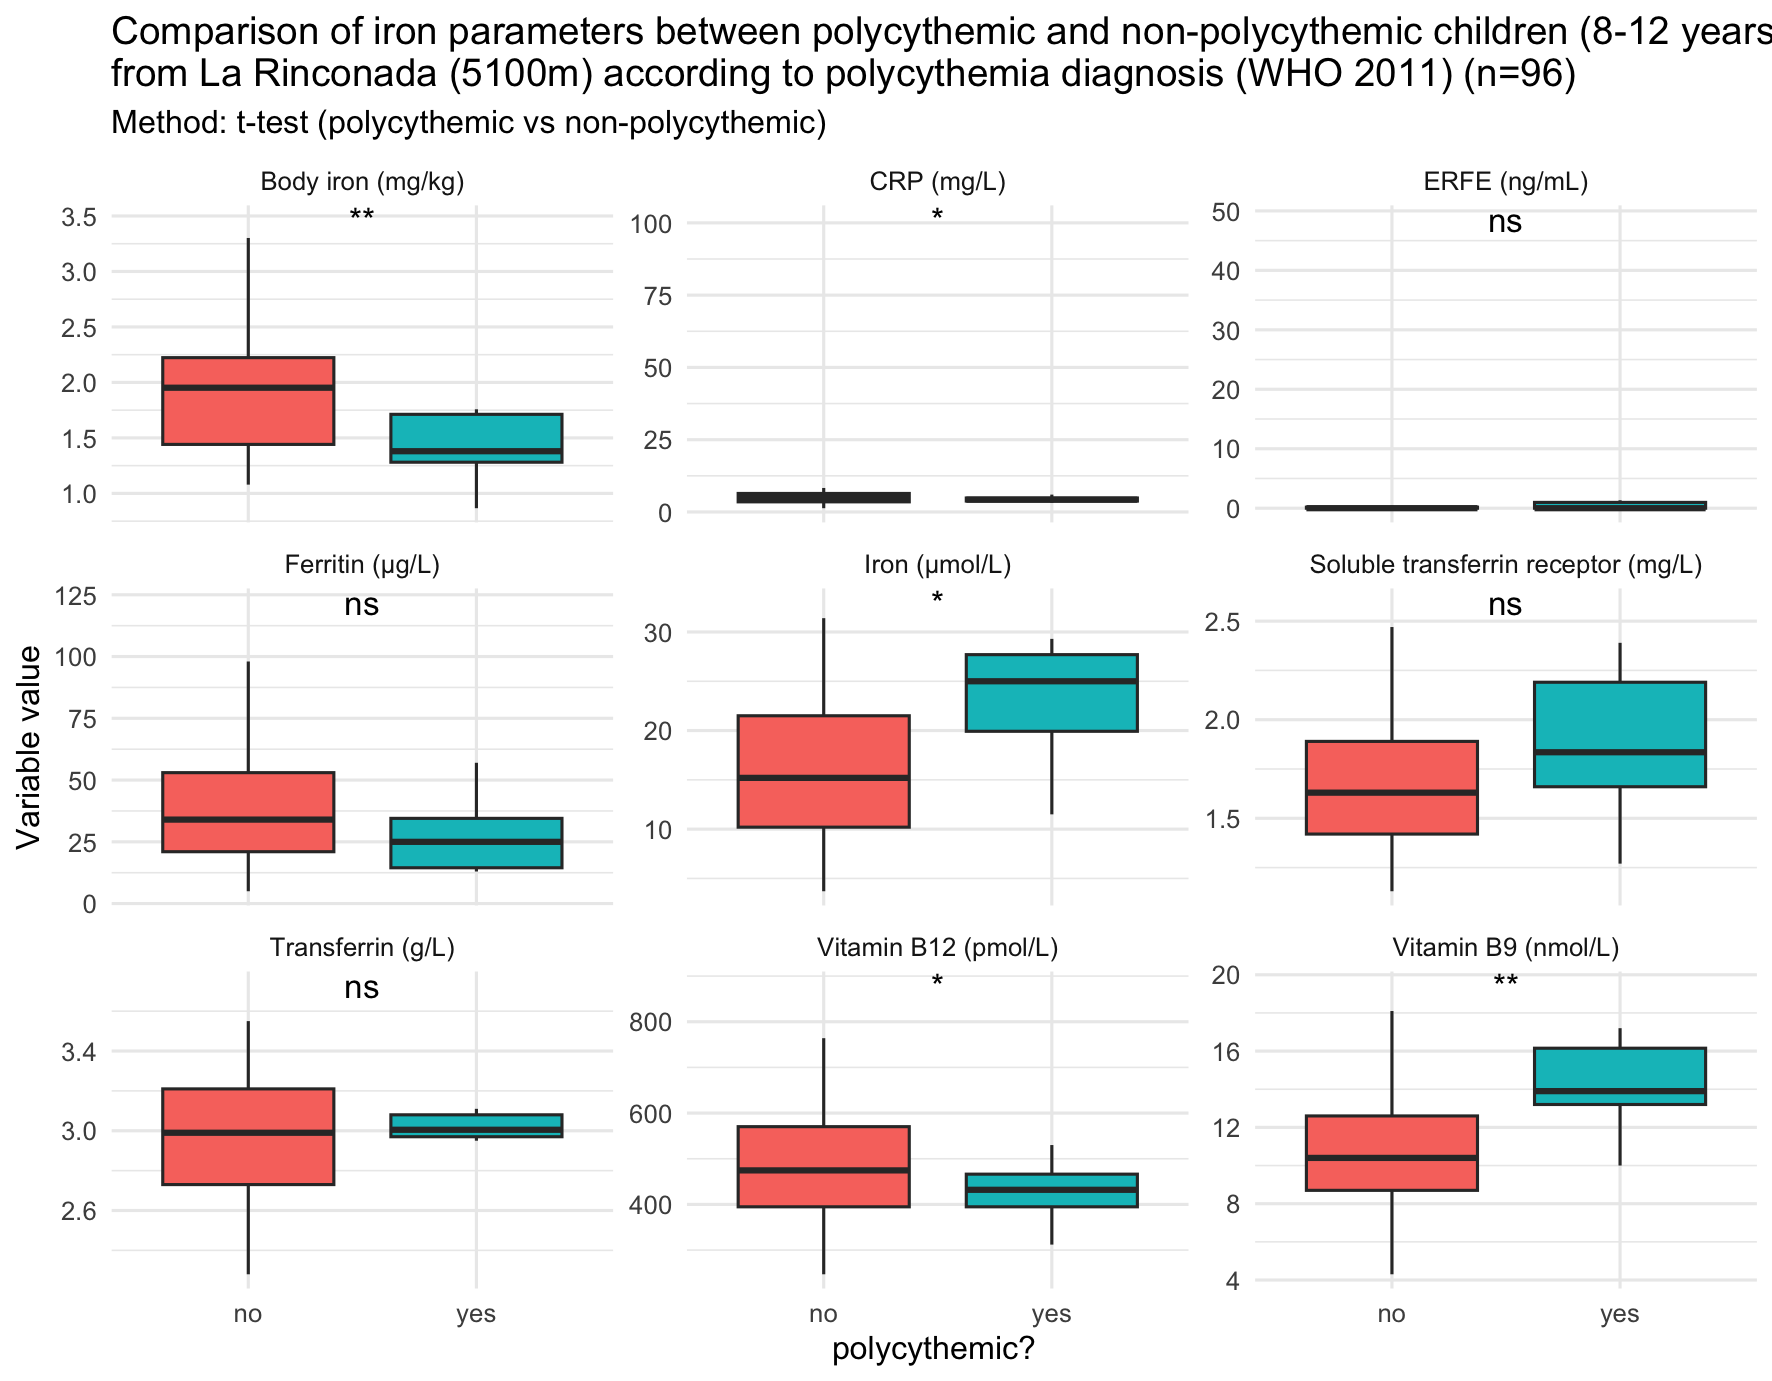 Comparison of iron parameters between polycythemic and non-polycythemic children (8-12 years
from La Rinconada (5100m) according to polycythemia diagnosis (WHO 2011) (n=96)
Method: t-test (polycythemic vs non-polycythemic)
Body iron (mg/kg)
**
3.5
3.0
2.5
2.0
1.5
1.0
CRP (mg/L)
*
100
75
50
25
0
ERFE (ng/mL)
ns
50
40
30
20
10
0
Variable value
Ferritin (µg/L)
ns
125
100
75
50
25
0
Iron (µmol/L)
*
30
20
10
Soluble transferrin receptor (mg/L)
ns
2.5
2.0
1.5
Transferrin (g/L)
ns
3.4
3.0
2.6
no yes
Vitamin B12 (pmol/L)
*
800
600
400
no yes
Vitamin B9 (nmol/L)
**
20
16
12
8
4
no yes
polycythemic?